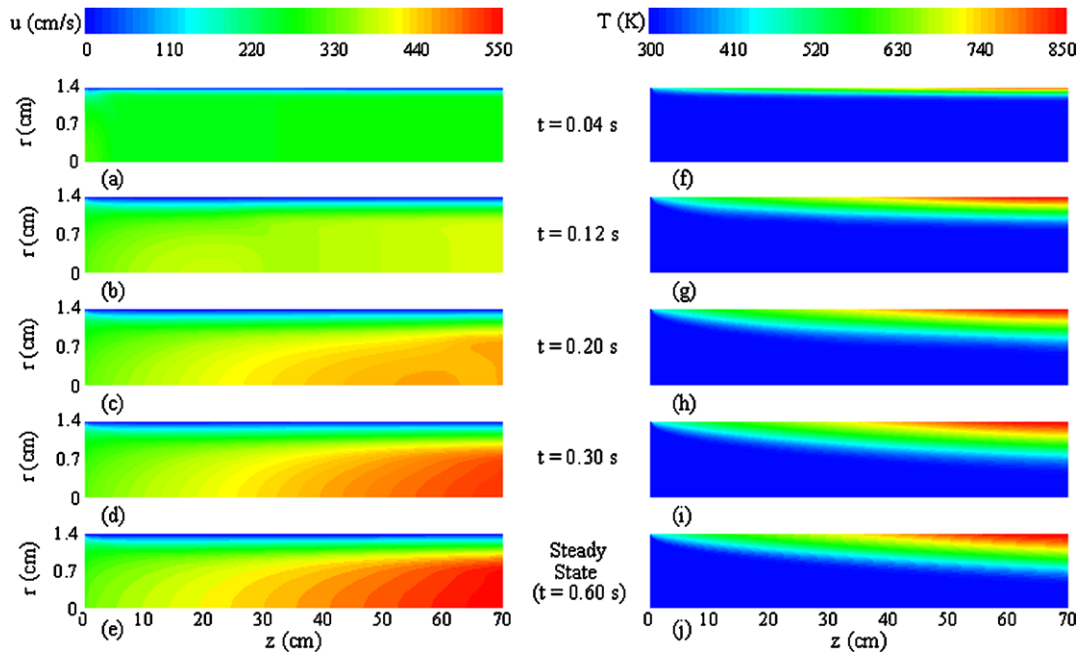 u (cm/s)
0 110 220 330 440 550
T (K)
300 410 520 630 740 850
r (cm)
1.4
0.7
0
(a)
t = 0.04 s
(f)
r (cm)
1.4
0.7
0
(b)
t = 0.12 s
(g)
r (cm)
1.4
0.7
0
(c)
t = 0.20 s
(h)
r (cm)
1.4
0.7
0
(d)
t = 0.30 s
(i)
r (cm)
1.4
0.7
0
(e)
10 20 30 40 50 60 70
z (cm)
Steady
State
(t = 0.60 s)
(j)
0 10 20 30 40 50 60 70
z (cm)